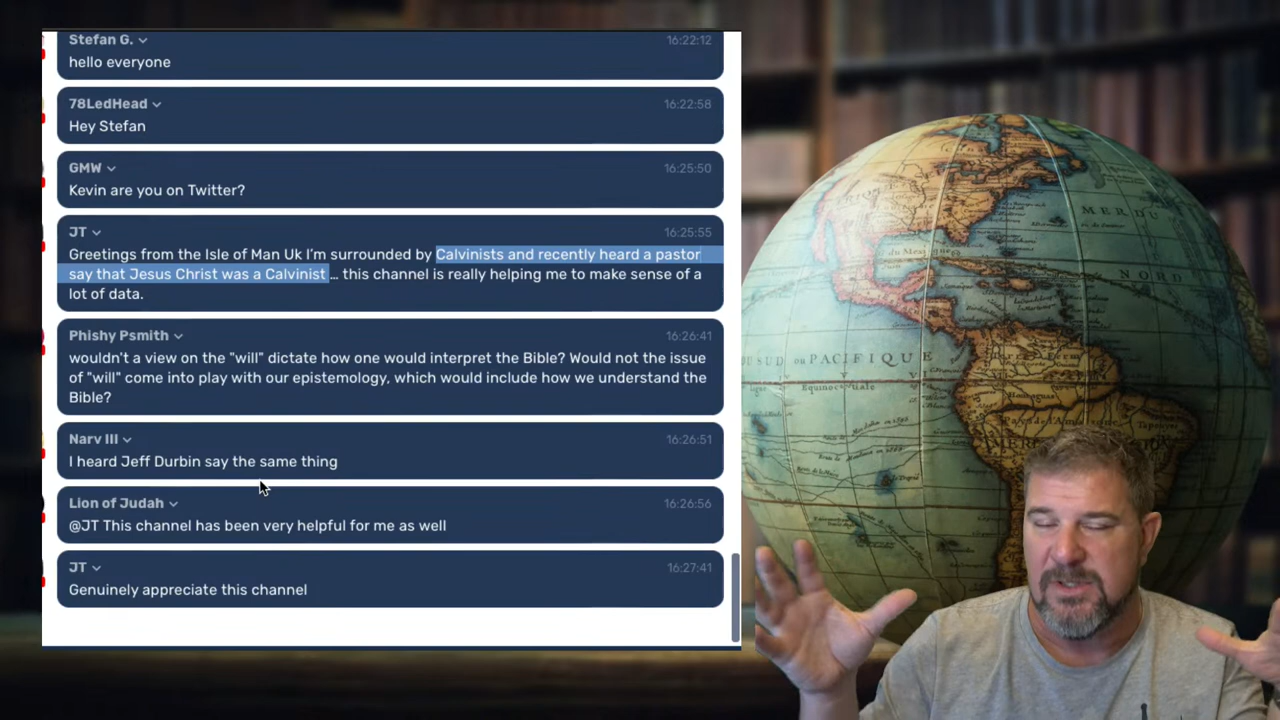 Stefan G.
16:22:12
hello everyone
78LedHead
16:22:58
Hey Stefan
GMW
16:25:50
Kevin are you on Twitter?
JT
16:25:55
Greetings from the Isle of Man Uk I'm surrounded by Calvinists and recently heard a pastor
say that Jesus Christ was a Calvinist ... this channel is really helping me to make sense of a
lot of data.
Phishy Psmith
16:26:41
wouldn't a view on the "will" dictate how one would interpret the Bible? Would not the issue
of "will" come into play with our epistemology, which would include how we understand the
Bible?
Narv III
16:26:51
I heard Jeff Durbin say the same thing
Lion of Judah
16:26:56
@JT This channel has been very helpful for me as well
JT
16:27:41
Genuinely appreciate this channel
MER DU
NORD
DU SUD ou PACIFIQUE